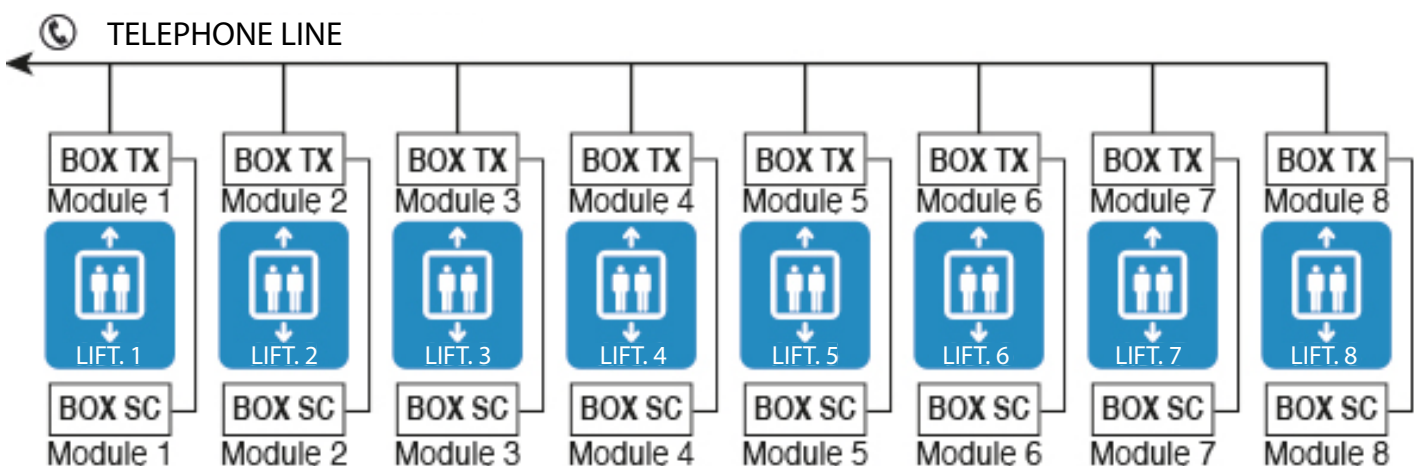 TELEPHONE LINE
BOX TX BOX TX BOX TX BOX TX BOX TX BOX TX BOX TX BOX TX
Module 1 Module 2 Module 3 Module 4 Module 5 Module 6 Module 7 Module 8
LIFT. 1 LIFT. 2 LIFT. 3 LIFT. 4 LIFT. 5 LIFT. 6 LIFT. 7 LIFT. 8
BOX SC BOX SC BOX SC BOX SC BOX SC BOX SC BOX SC BOX SC
Module 1 Module 2 Module 3 Module 4 Module 5 Module 6 Module 7 Module 8